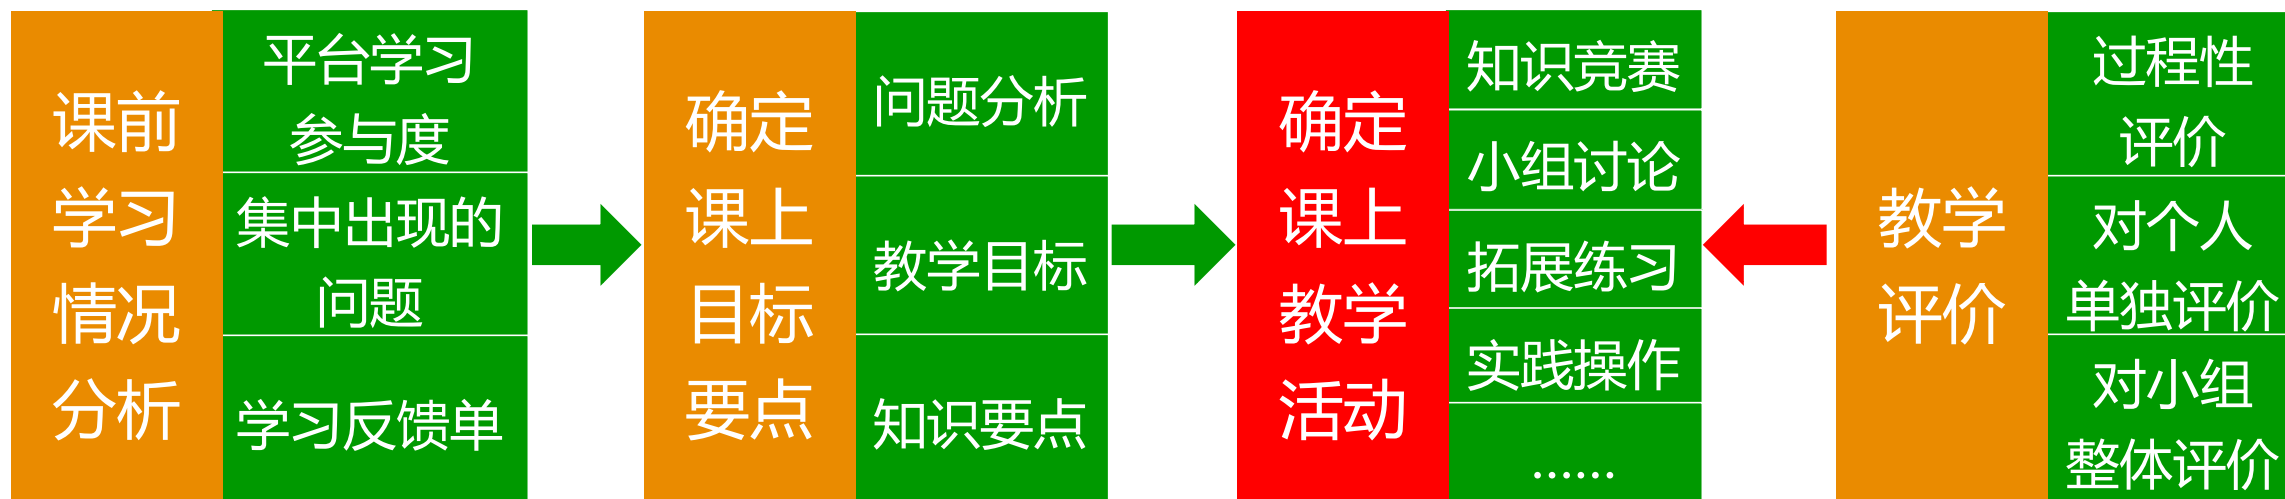 课前
学习
情况
分析
平台学习
参与度
集中出现的
问题
学习反馈单
确定
课上
目标
要点
问题分析
教学目标
知识要点
确定
课上
教学
活动
知识竞赛
小组讨论
拓展练习
实践操作
……
教学
评价
过程性
评价
对个人
单独评价
对小组
整体评价